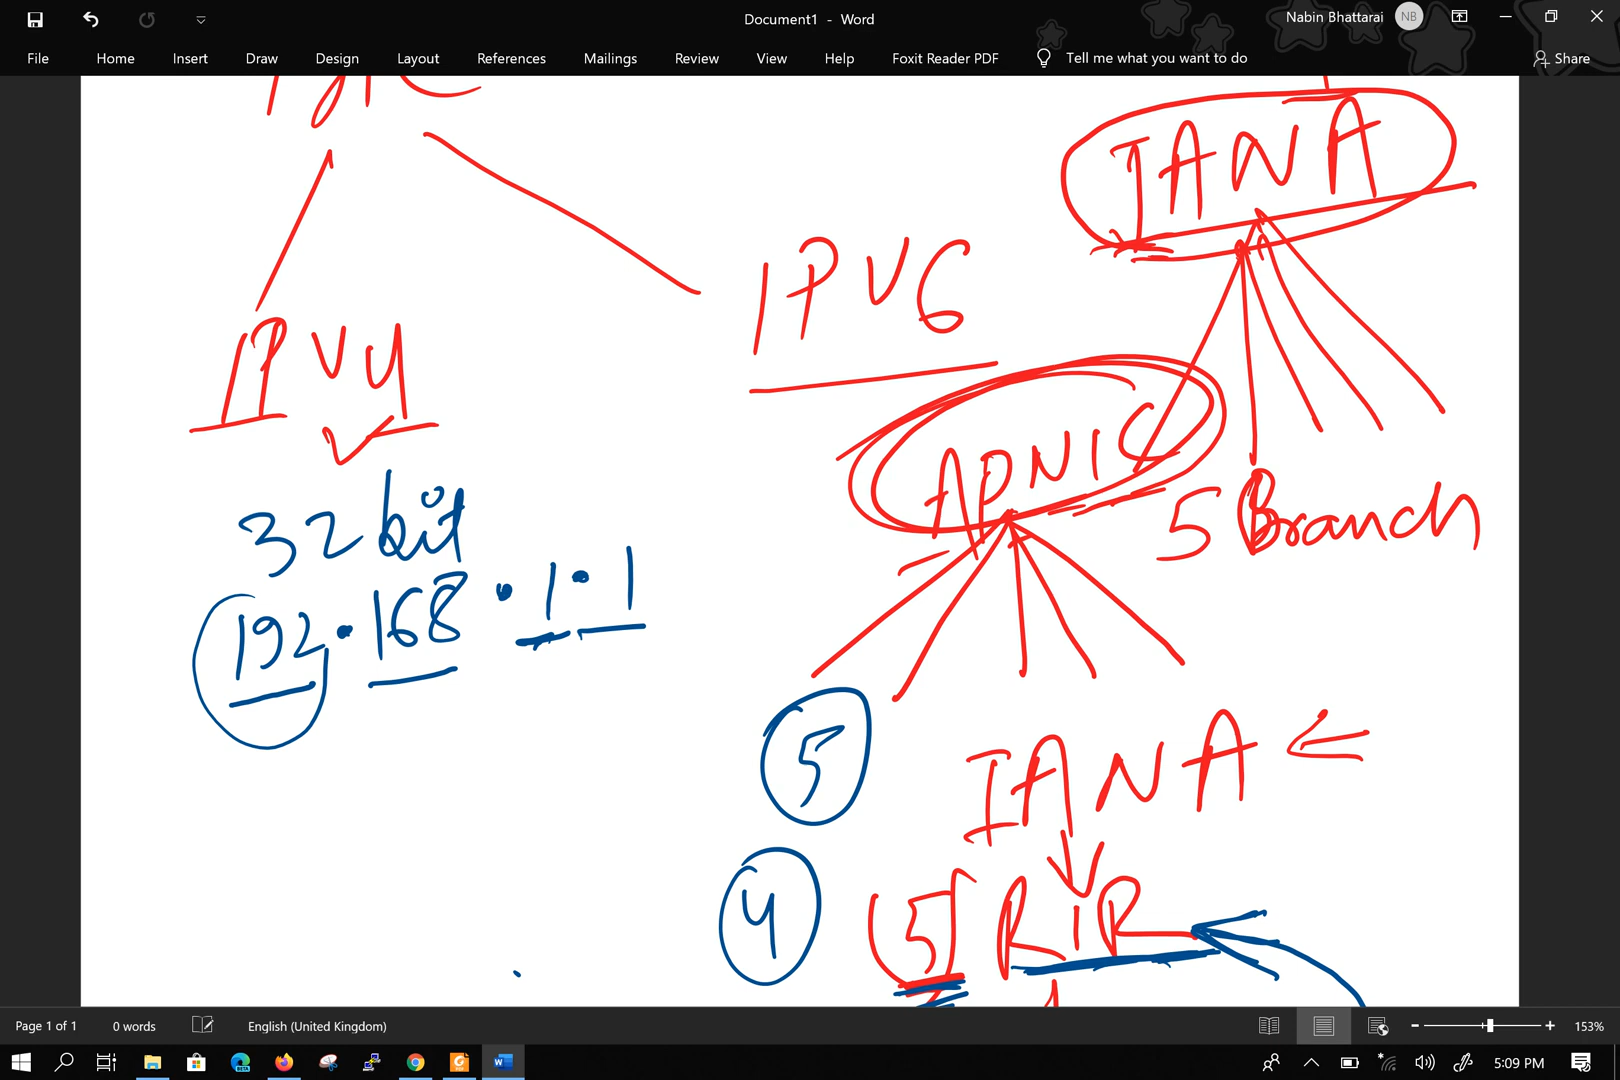 Document1 - Word
Nabin Bhattarai NB
File Home Insert Draw Design Layout References Mailings Review View Help Foxit Reader PDF Tell me what you want to do Share
IANA
IPV6
IPV4
APNIC
32 bit
5 Branch
192.168.1.1
5
IANA
4
5 RIR
Page 1 of 1 0 words English (United Kingdom) 153%
BETA
5:09 PM